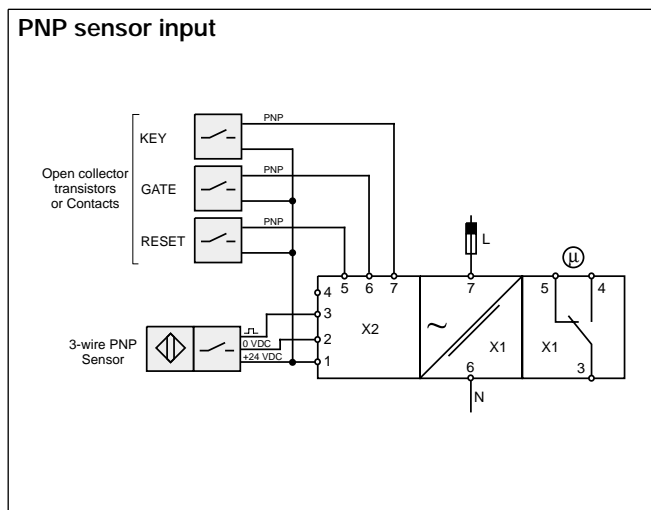 PNP sensor input
PNP
KEY
PNP
Open collector
transistors
or Contacts
GATE
PNP
RESET
L
μ
4
5
6
7
7
5
4
3
X2
~
X1
X1
3-wire PNP
Sensor
0 VDC
2
+24 VDC
1
6
3
N